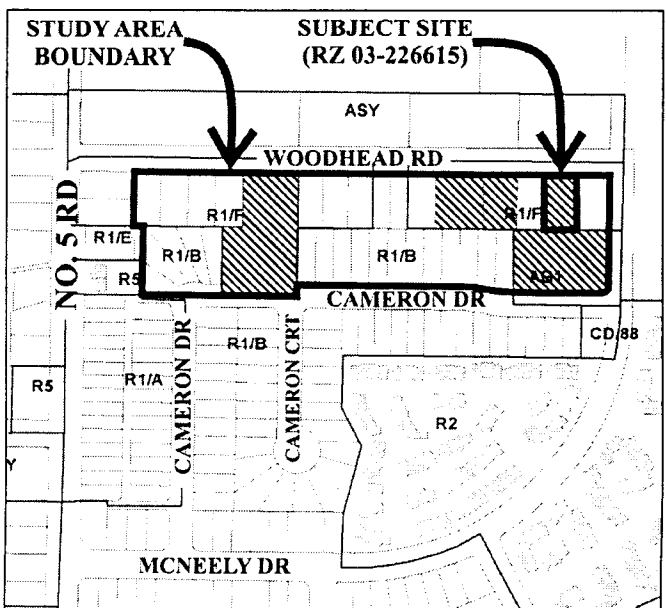 STUDY AREA
BOUNDARY
SUBJECT SITE
(RZ 03-226615)
ASY
WOODHEAD RD
NO. 5 RD
R1/F
R1/F
R1/E
R1/B
R1/B
R5
AG1
CAMERON DR
CD/88
R1/B
R1/A
CAMERON DR
CAMERON CRT
R5
R2
Y
MCNEELY DR